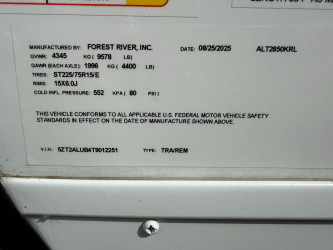 MANUFACTURED BY: FOREST RIVER, INC. DATE: 08/25/2025 ALT2850KRL
GVWR: 4345 KG ( 9578 LB)
GAWR (EACH AXLE): 1996 KG ( 4400 LB)
TIRES: ST225/75R15/E
RIMS: 15X6.0J
COLD INFL. PRESSURE: 552 KPA ( 80 PSI)
THIS VEHICLE CONFORMS TO ALL APPLICABLE U.S. FEDERAL MOTOR VEHICLE SAFETY
STANDARDS IN EFFECT ON THE DATE OF MANUFACTURE SHOWN ABOVE.
V.I.N.: 5ZT2ALUB4T9012251 TYPE: TRA/REM